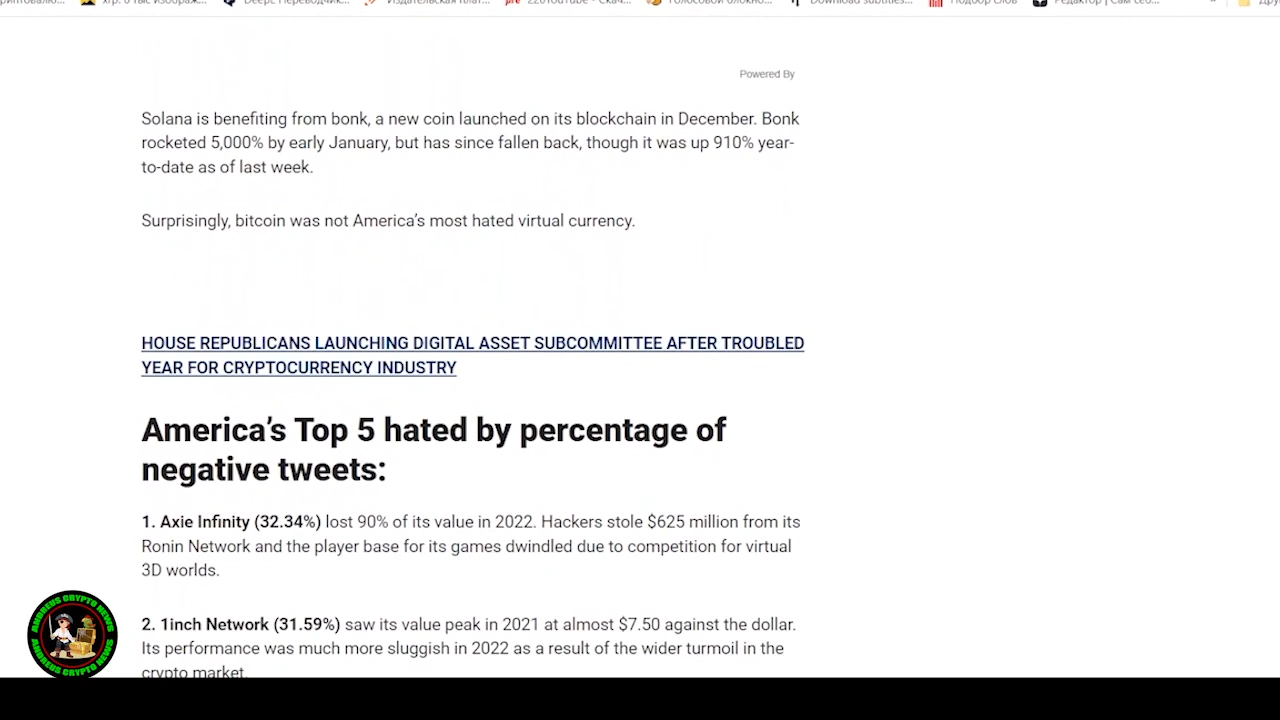 Powered By
Solana is benefiting from bonk, a new coin launched on its blockchain in December. Bonk
rocketed 5,000% by early January, but has since fallen back, though it was up 910% year-
to-date as of last week.
Surprisingly, bitcoin was not America’s most hated virtual currency.
HOUSE REPUBLICANS LAUNCHING DIGITAL ASSET SUBCOMMITTEE AFTER TROUBLED
YEAR FOR CRYPTOCURRENCY INDUSTRY
America’s Top 5 hated by percentage of
negative tweets:
1. Axie Infinity (32.34%) lost 90% of its value in 2022. Hackers stole $625 million from its
Ronin Network and the player base for its games dwindled due to competition for virtual
3D worlds.
2. 1inch Network (31.59%) saw its value peak in 2021 at almost $7.50 against the dollar.
Its performance was much more sluggish in 2022 as a result of the wider turmoil in the
crypto market.
ANDREUS CRYPTO NEWS
ANDREUS CRYPTO NEWS